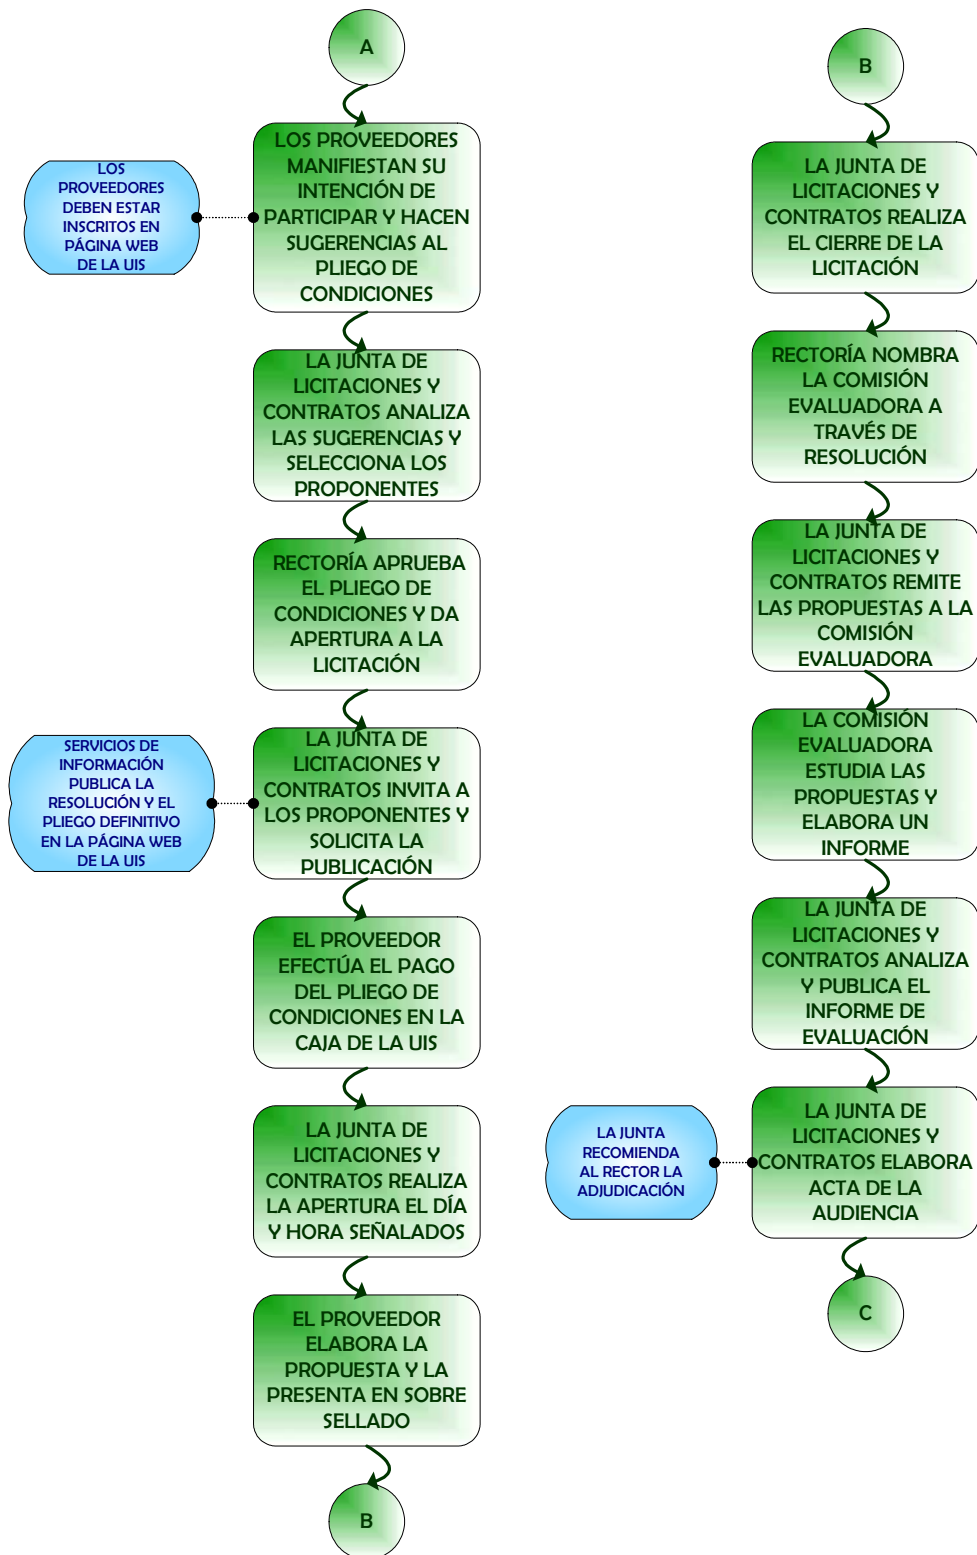 A
LOS PROVEEDORES
MANIFIESTAN SU
INTENCIÓN DE
PARTICIPAR Y HACEN
SUGERENCIAS AL
PLIEGO DE
CONDICIONES
LOS
PROVEEDORES
DEBEN ESTAR
INSCRITOS EN
PÁGINA WEB
DE LA UIS
LA JUNTA DE
LICITACIONES Y
CONTRATOS ANALIZA
LAS SUGERENCIAS Y
SELECCIONA LOS
PROPONENTES
RECTORÍA APRUEBA
EL PLIEGO DE
CONDICIONES Y DA
APERTURA A LA
LICITACIÓN
LA JUNTA DE
LICITACIONES Y
CONTRATOS INVITA A
LOS PROPONENTES Y
SOLICITA LA
PUBLICACIÓN
SERVICIOS DE
INFORMACIÓN
PUBLICA LA
RESOLUCIÓN Y EL
PLIEGO DEFINITIVO
EN LA PÁGINA WEB
DE LA UIS
EL PROVEEDOR
EFECTÚA EL PAGO
DEL PLIEGO DE
CONDICIONES EN LA
CAJA DE LA UIS
LA JUNTA DE
LICITACIONES Y
CONTRATOS REALIZA
LA APERTURA EL DÍA
Y HORA SEÑALADOS
EL PROVEEDOR
ELABORA LA
PROPUESTA Y LA
PRESENTA EN SOBRE
SELLADO
B
B
LA JUNTA DE
LICITACIONES Y
CONTRATOS REALIZA
EL CIERRE DE LA
LICITACIÓN
RECTORÍA NOMBRA
LA COMISIÓN
EVALUADORA A
TRAVÉS DE
RESOLUCIÓN
LA JUNTA DE
LICITACIONES Y
CONTRATOS REMITE
LAS PROPUESTAS A LA
COMISIÓN
EVALUADORA
LA COMISIÓN
EVALUADORA
ESTUDIA LAS
PROPUESTAS Y
ELABORA UN
INFORME
LA JUNTA DE
LICITACIONES Y
CONTRATOS ANALIZA
Y PUBLICA EL
INFORME DE
EVALUACIÓN
LA JUNTA DE
LICITACIONES Y
CONTRATOS ELABORA
ACTA DE LA
AUDIENCIA
LA JUNTA
RECOMIENDA
AL RECTOR LA
ADJUDICACIÓN
C